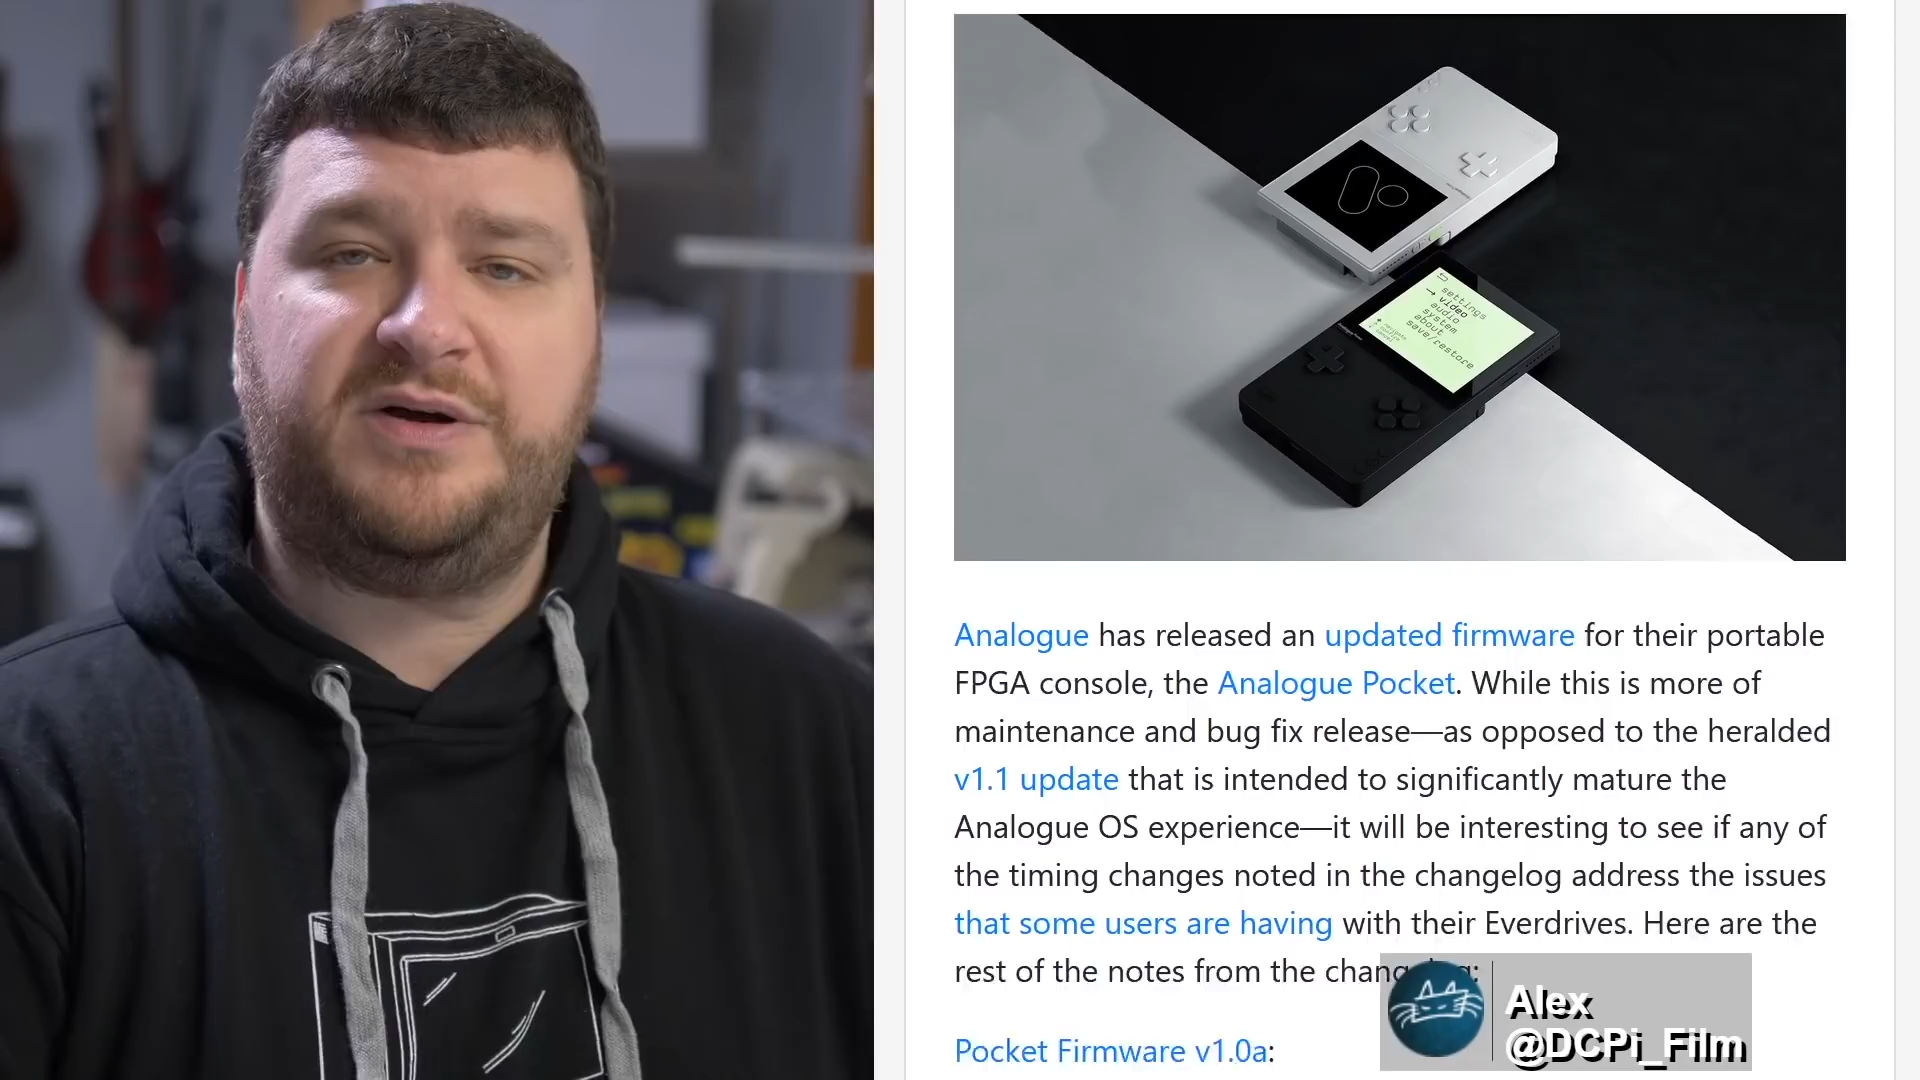 settings
video
audio
system
about
save/restore
Analogue has released an updated firmware for their portable
FPGA console, the Analogue Pocket. While this is more of
maintenance and bug fix release—as opposed to the heralded
v1.1 update that is intended to significantly mature the
Analogue OS experience—it will be interesting to see if any of
the timing changes noted in the changelog address the issues
that some users are having with their Everdrives. Here are the
rest of the notes from the changelog:
Pocket Firmware v1.0a:
Alex
@DCPi_Film